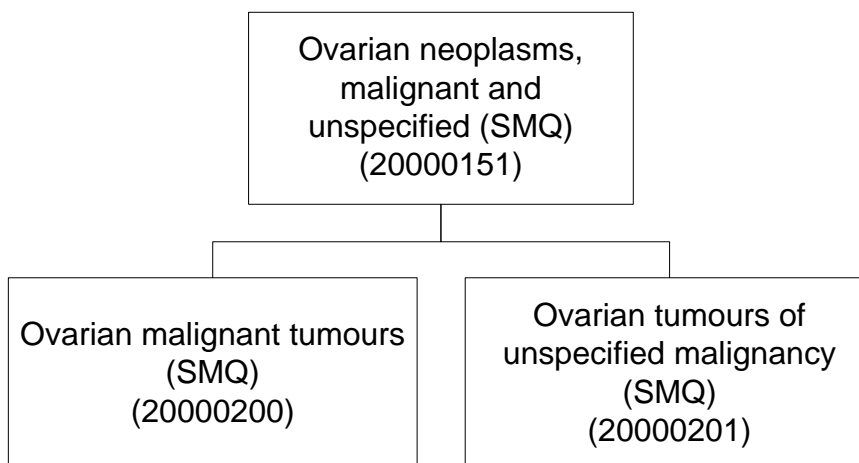 Ovarian neoplasms,
malignant and
unspecified (SMQ)
(20000151)
Ovarian malignant tumours
(SMQ)
(20000200)
Ovarian tumours of
unspecified malignancy
(SMQ)
(20000201)